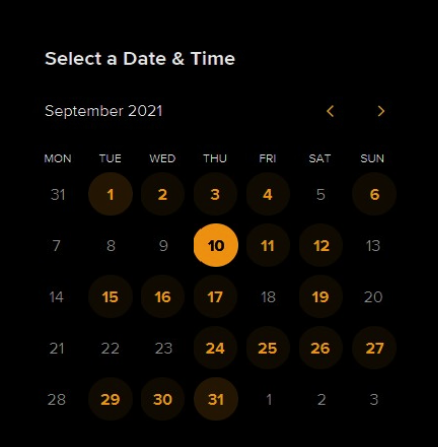 Select a Date & Time
September 2021
MON TUE WED THU FRI SAT SUN
31 1 2 3 4 5 6
7 8 9 10 11 12 13
14 15 16 17 18 19 20
21 22 23 24 25 26 27
28 29 30 31 1 2 3